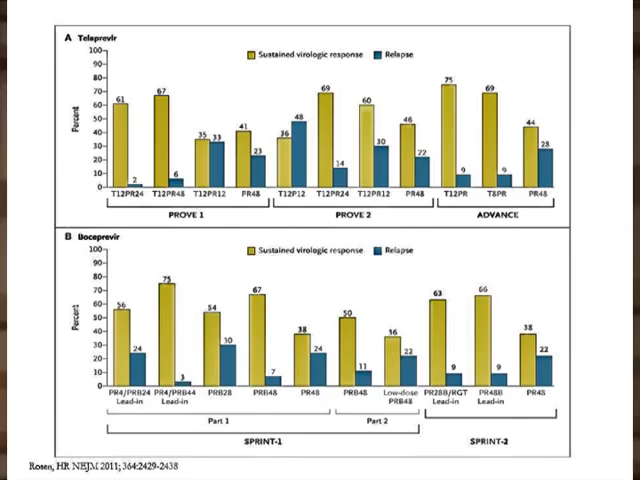 A Telaprevir
Sustained virologic response Relapse
Percent
100
90
80
70
60
50
40
30
20
10
0
61 2 67 6 35 33 41 23 36 48 69 14 60 30 46 22 75 9 69 9 44 28
T12PR24 T12PR48 T12PR12 PR48 T12P12 T12PR24 T12PR12 PR48 T12PR T8PR PR48
PROVE 1 PROVE 2 ADVANCE
B Boceprevir
Sustained virologic response Relapse
Percent
100
90
80
70
60
50
40
30
20
10
0
56 24 75 3 54 30 67 7 38 24 50 11 36 22 63 9 66 9 38 22
PR4/PRB24 PR4/PRB44 PRB28 PRB48 PR48 PRB48 Low-dose PR28B/RGT PR48B PR48
Lead-in Lead-in PRB48 Lead-in Lead-in
Part 1 Part 2
SPRINT-1 SPRINT-2
Rosen, HR NEJM 2011; 364:2429-2438